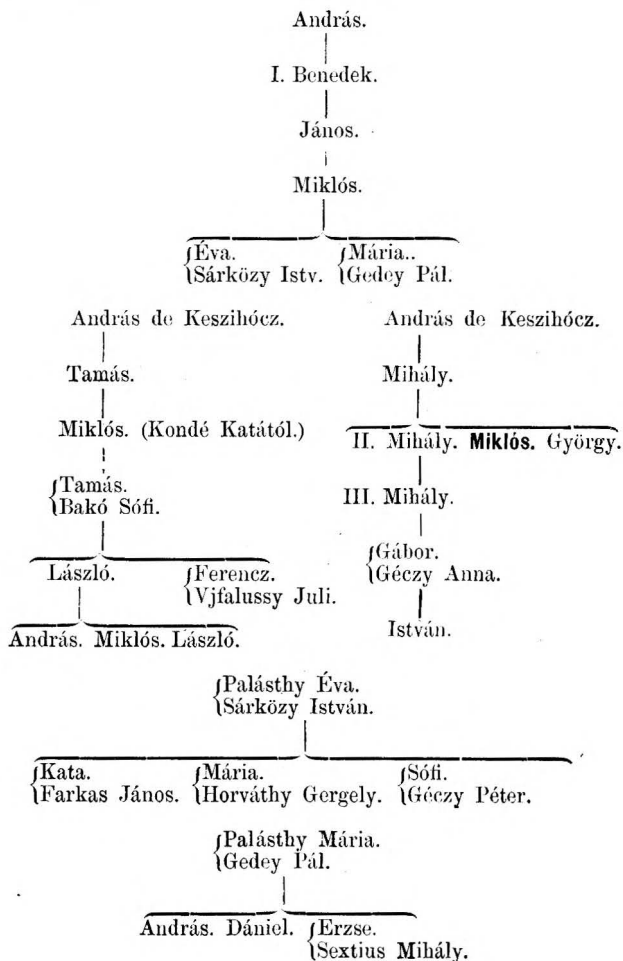 András.
I. Benedek.
János.
Miklós.
Éva. Mária..
Sárközy Istv. Gedey Pál.
András de Keszihócz.
Tamás.
Miklós. (Kondé Katától.)
Tamás.
Bakó Sófi.
László. Ferencz.
Vjfalussy Juli.
András. Miklós. László.
András de Keszihócz.
Mihály.
II. Mihály. Miklós. György.
III. Mihály.
Gábor.
Géczy Anna.
István.
Palásthy Éva.
Sárközy István.
Kata. Mária. Sófi.
Farkas János. Horváthy Gergely. Géczy Péter.
Palásthy Mária.
Gedey Pál.
András. Dániel. Erzse.
Sextius Mihály.